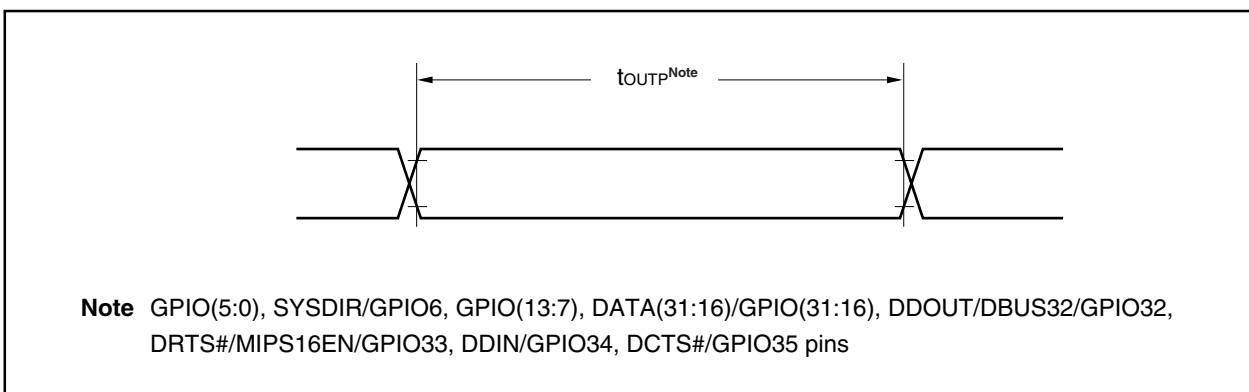 tOUTPNote
Note GPIO(5:0), SYSDIR/GPIO6, GPIO(13:7), DATA(31:16)/GPIO(31:16), DDOUT/DBUS32/GPIO32,
DRTS#/MIPS16EN/GPIO33, DDIN/GPIO34, DCTS#/GPIO35 pins